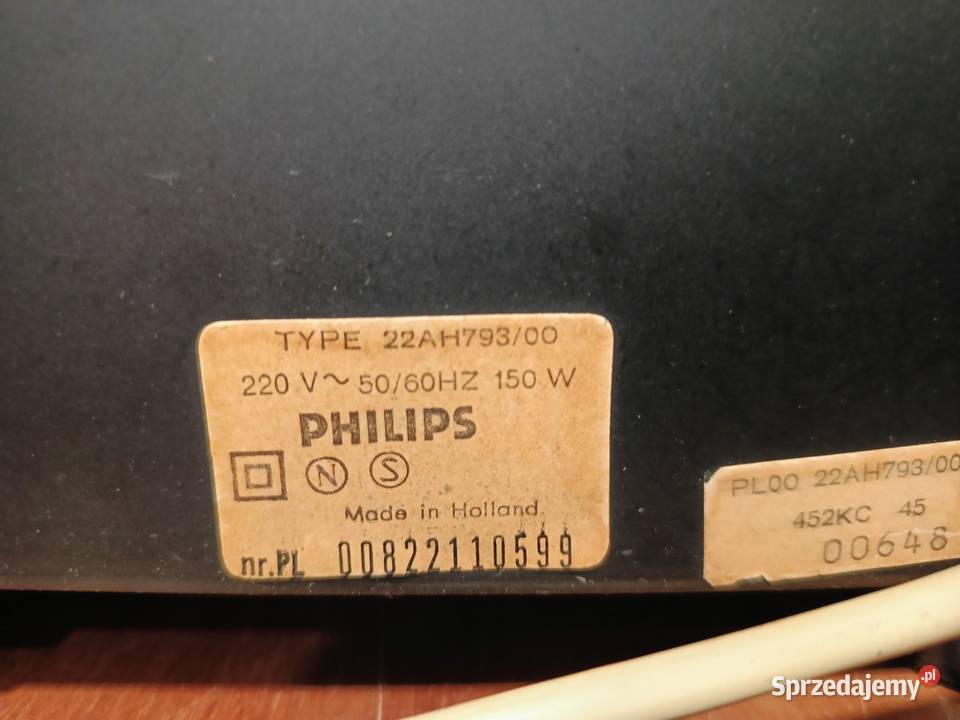 TYPE 22AH793/00
220 V~ 50/60HZ 150 W
PHILIPS
N S
Made in Holland.
nr.PL 00822110599
PL00 22AH793/00
452KC 45
00648
Sprzedajemy.pl